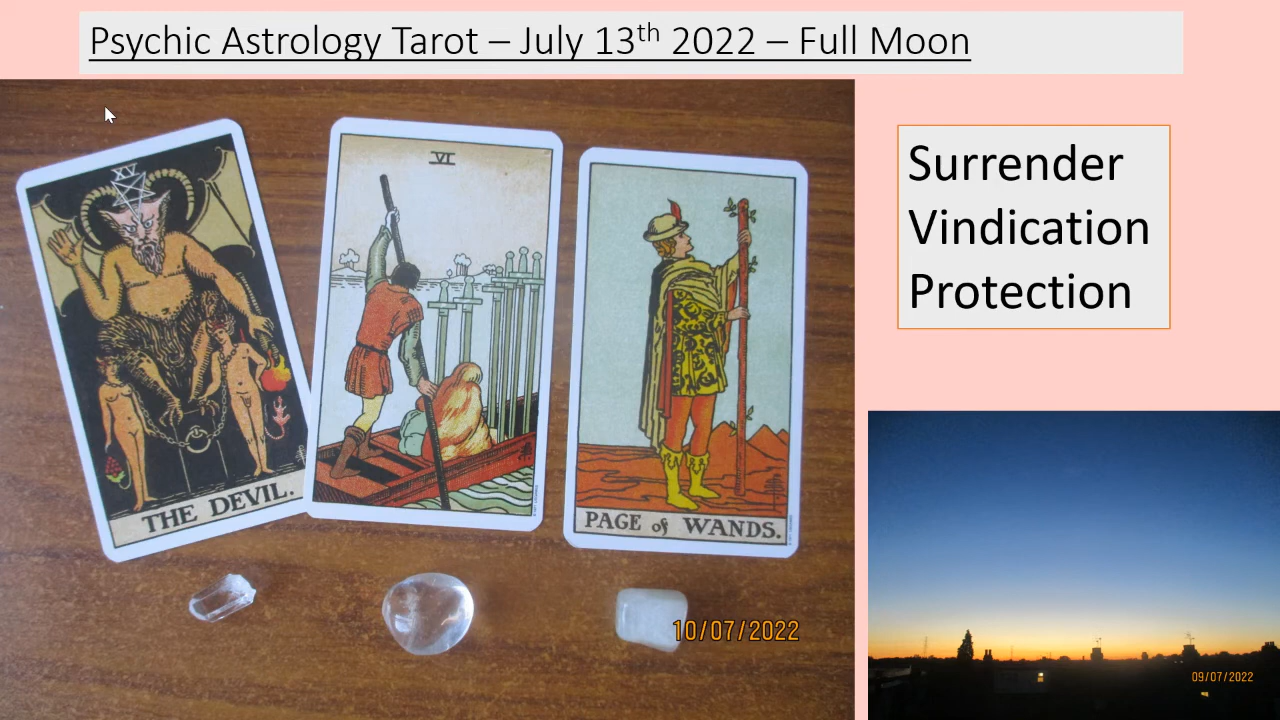 Psychic Astrology Tarot – July 13th 2022 – Full Moon
Surrender
Vindication
Protection
XV
THE DEVIL.
VI
PAGE of WANDS.
10/07/2022
09/07/2022